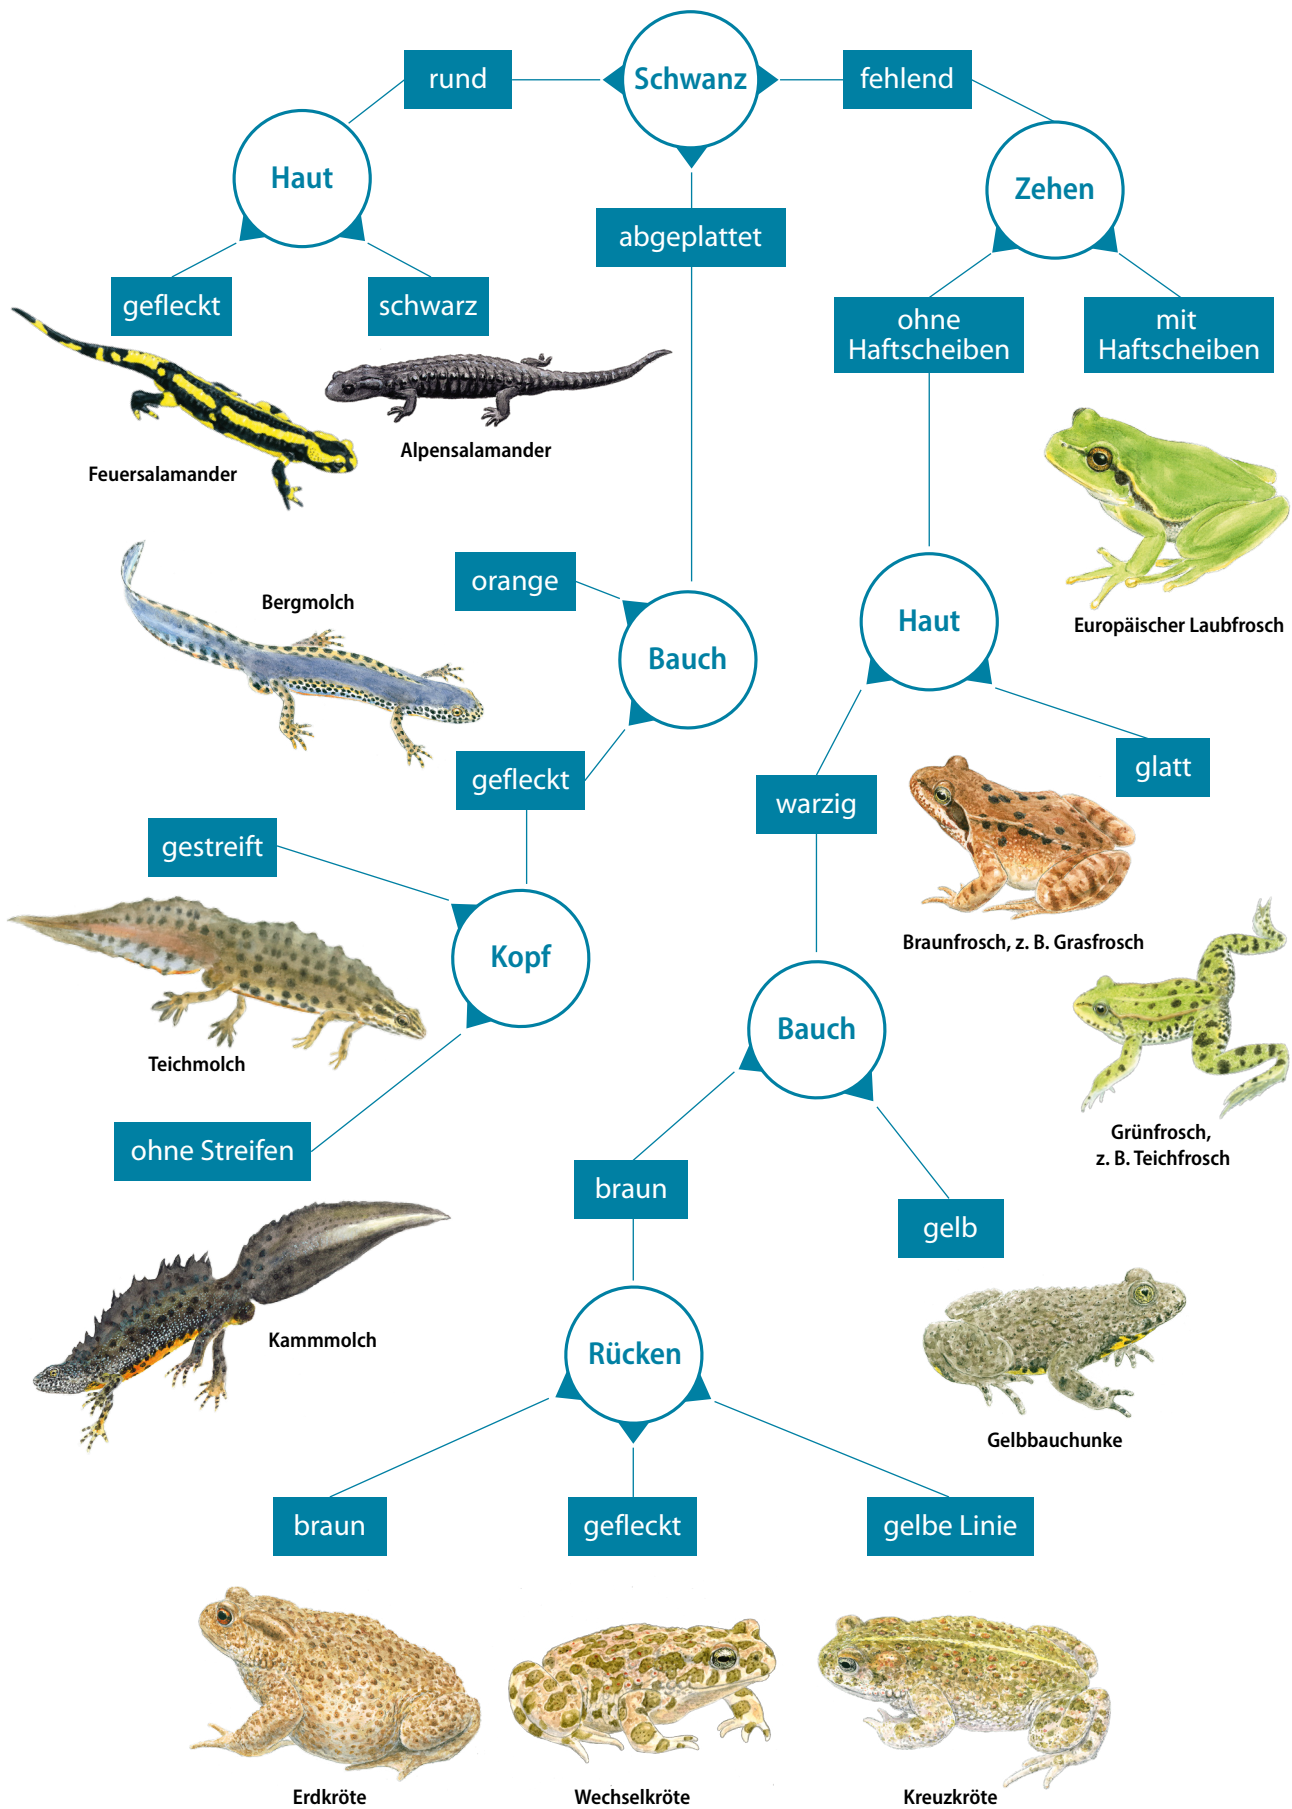 rund
Schwanz
fehlend
Haut
Zehen
abgeplattet
gefleckt
schwarz
ohne
Haftscheiben
mit
Haftscheiben
Feuersalamander
Alpensalamander
Europäischer Laubfrosch
orange
Bergmolch
Bauch
Haut
gefleckt
warzig
glatt
gestreift
Kopf
Braunfrosch, z. B. Grasfrosch
Teichmolch
Bauch
Grünfrosch,
z. B. Teichfrosch
ohne Streifen
braun
gelb
Kammmolch
Rücken
Gelbbauchunke
braun
gefleckt
gelbe Linie
Erdkröte
Wechselkröte
Kreuzkröte